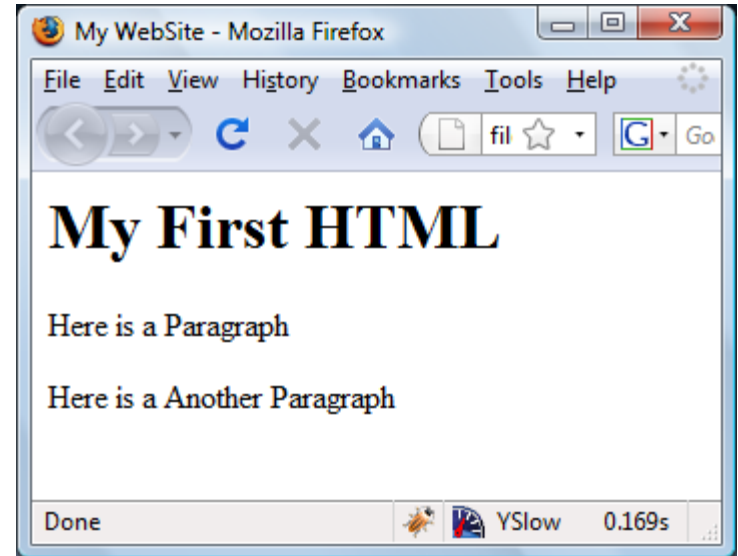 My WebSite - Mozilla Firefox
File Edit View History Bookmarks Tools Help
fil G Go
My First HTML
Here is a Paragraph
Here is a Another Paragraph
Done YSlow 0.169s